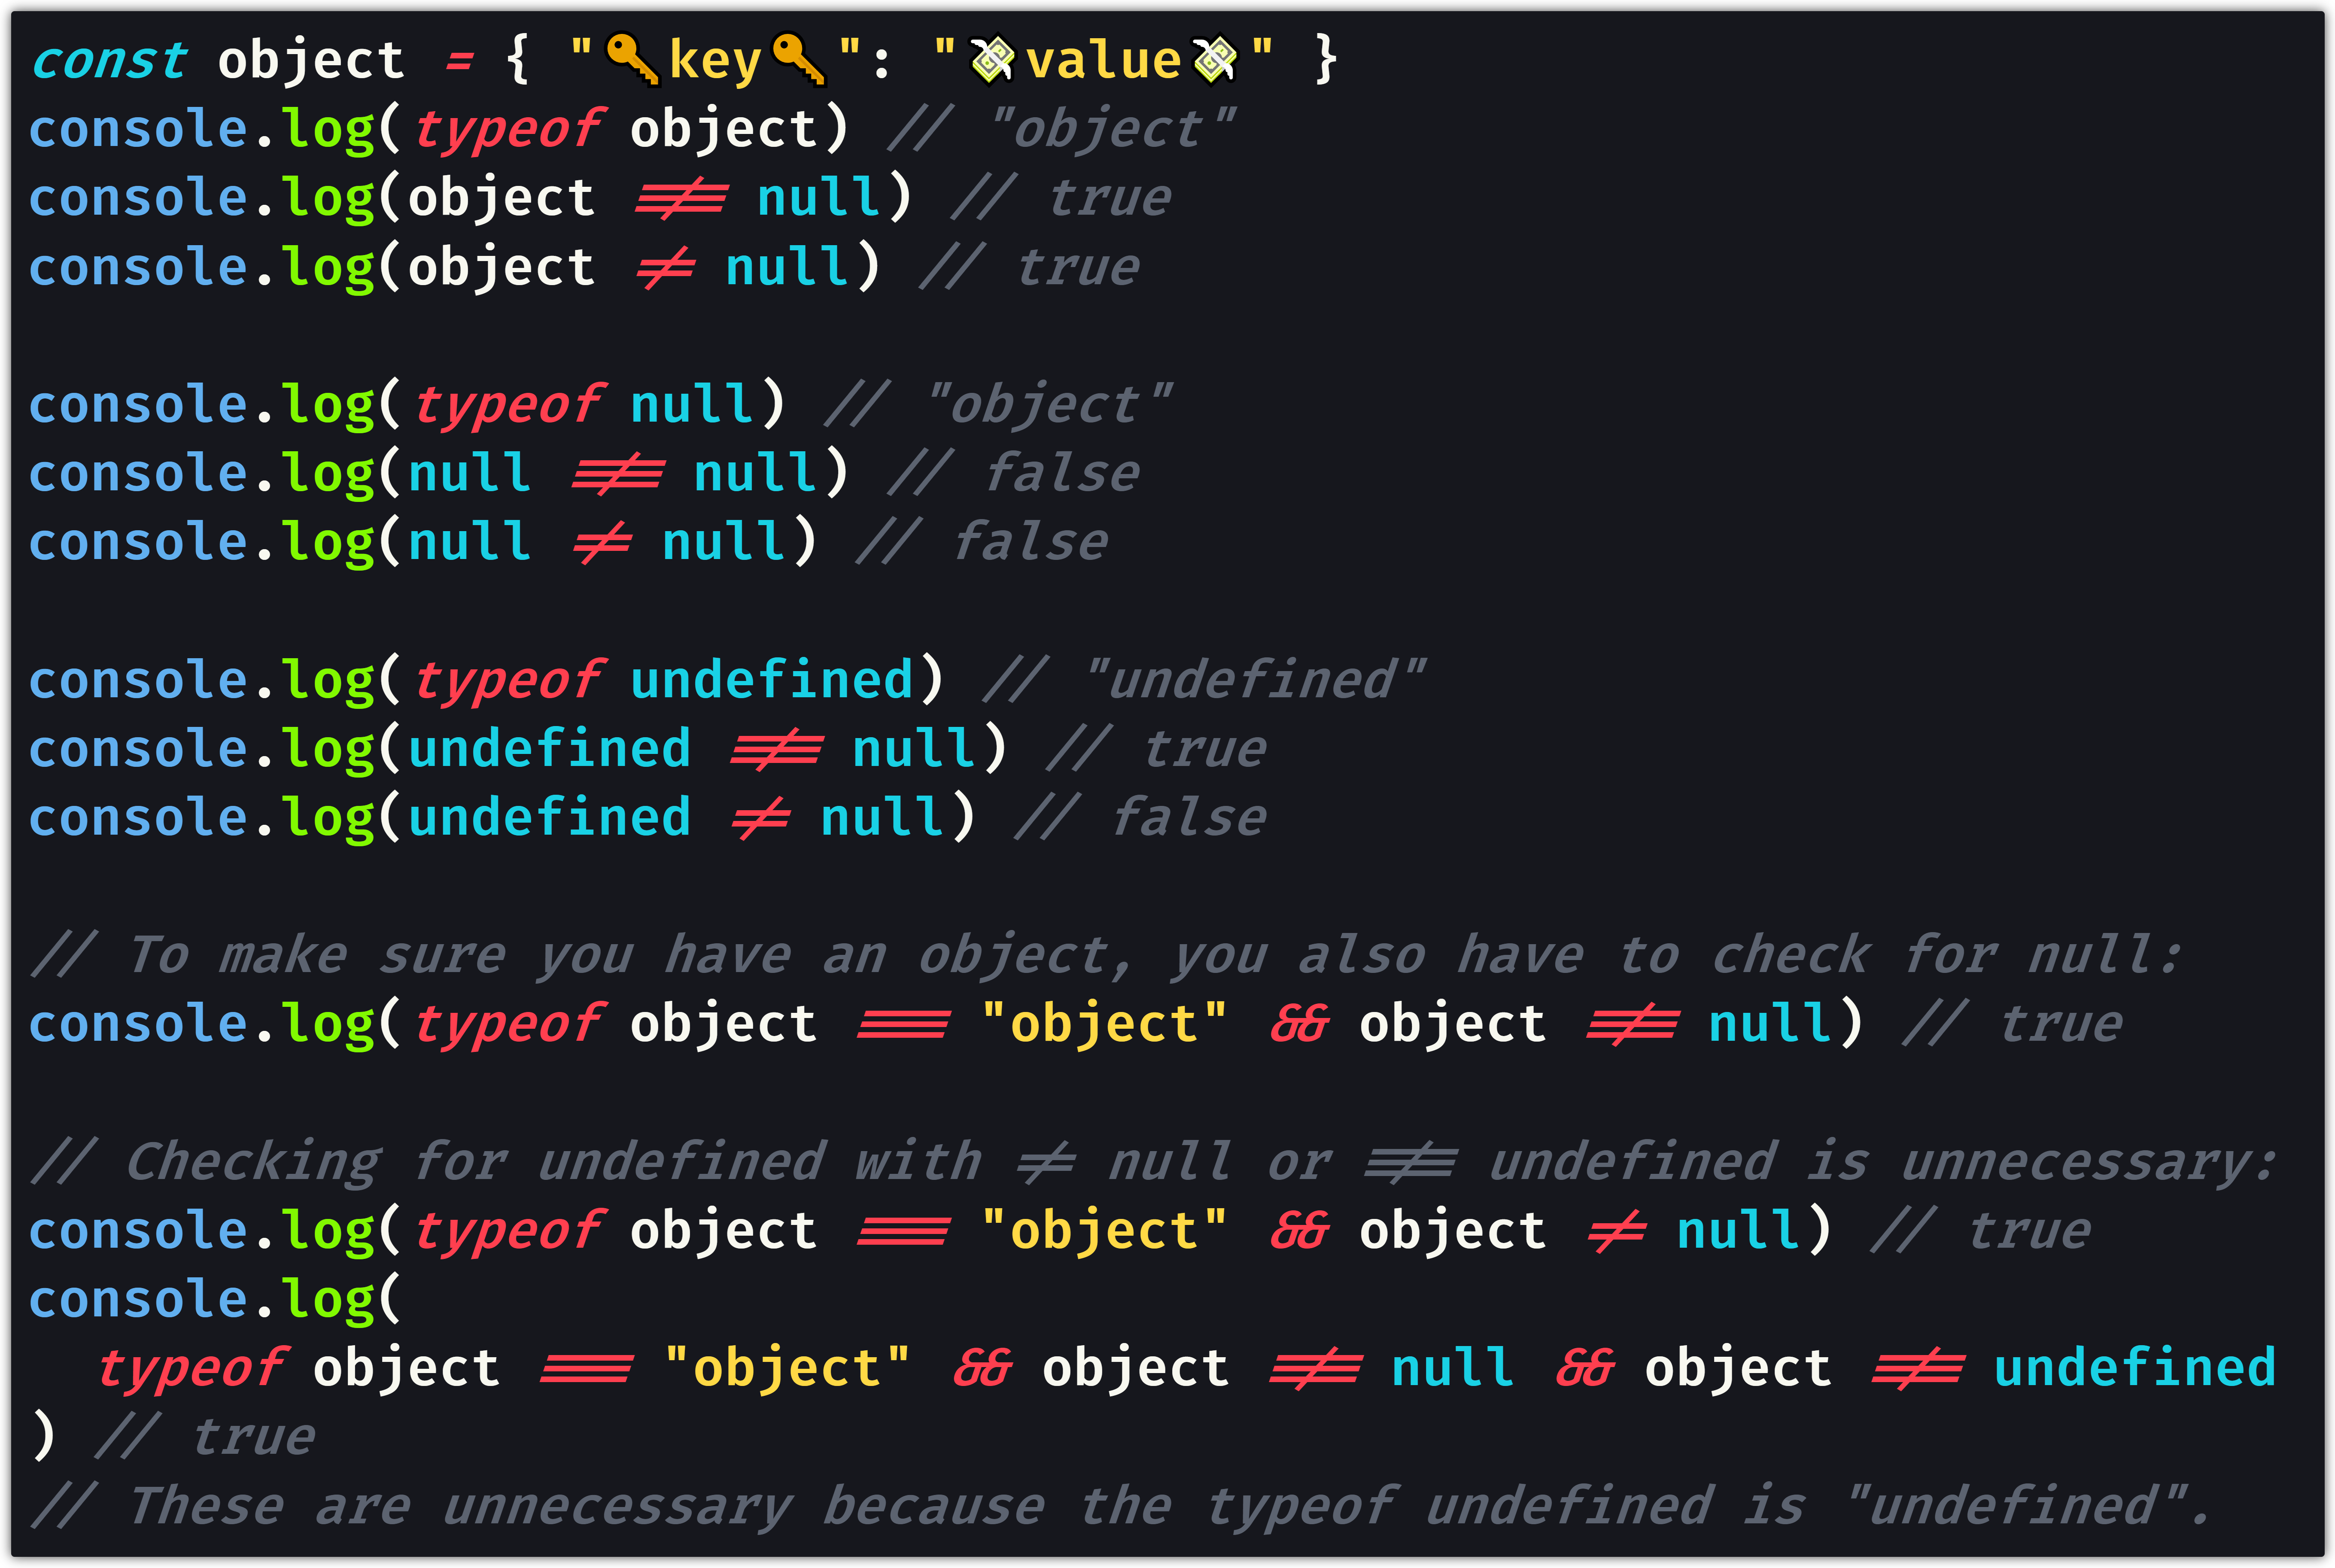 const object = { "🔑key🔑": "💸value💸" }
console.log(typeof object) // "object"
console.log(object !== null) // true
console.log(object != null) // true
console.log(typeof null) // "object"
console.log(null !== null) // false
console.log(null != null) // false
console.log(typeof undefined) // "undefined"
console.log(undefined !== null) // true
console.log(undefined != null) // false
// To make sure you have an object, you also have to check for null:
console.log(typeof object === "object" && object !== null) // true
// Checking for undefined with != null or !== undefined is unnecessary:
console.log(typeof object === "object" && object != null) // true
console.log(
  typeof object === "object" && object !== null && object !== undefined
) // true
// These are unnecessary because the typeof undefined is "undefined".